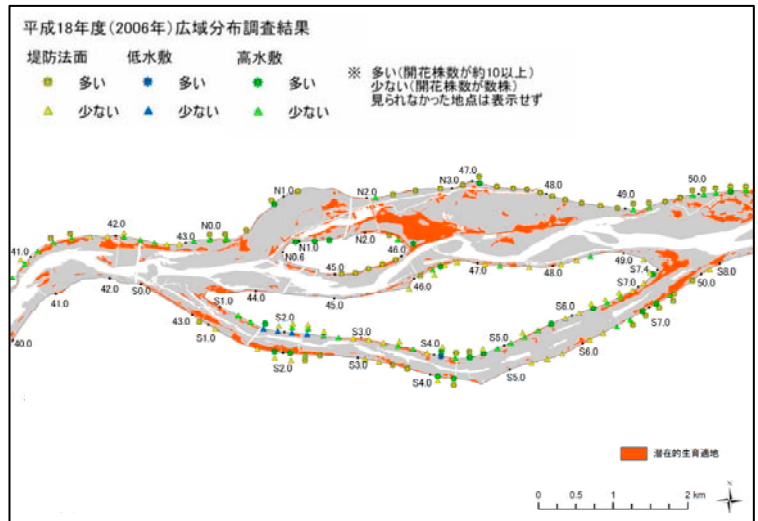 平成18年度(2006年)広域分布調査結果
堤防法面 低水敷 高水敷
多い 多い 多い
少ない 少ない 少ない
※ 多い(開花株数が約10以上)
少ない(開花株数が数株)
見られなかった地点は表示せず
47.0
N3.0 48.0 50.0
N1.0 N2.0 49.0
42.0 43.0 N0.0
N2.0
41.0 N1.0 46.0 49.0
N0.6 45.0 47.0 48.0 S7.4 S8.0
41.0 42.0 S0.0 44.0 45.0 46.0 S7.0 50.0
S1.0 S6.0 S7.0
43.0 S2.0
40.0 S1.0 S3.0 S4.0 S5.0 S6.0
S2.0 S3.0 S4.0 S5.0
潜在的生育適地
N
0 0.5 1 2 km